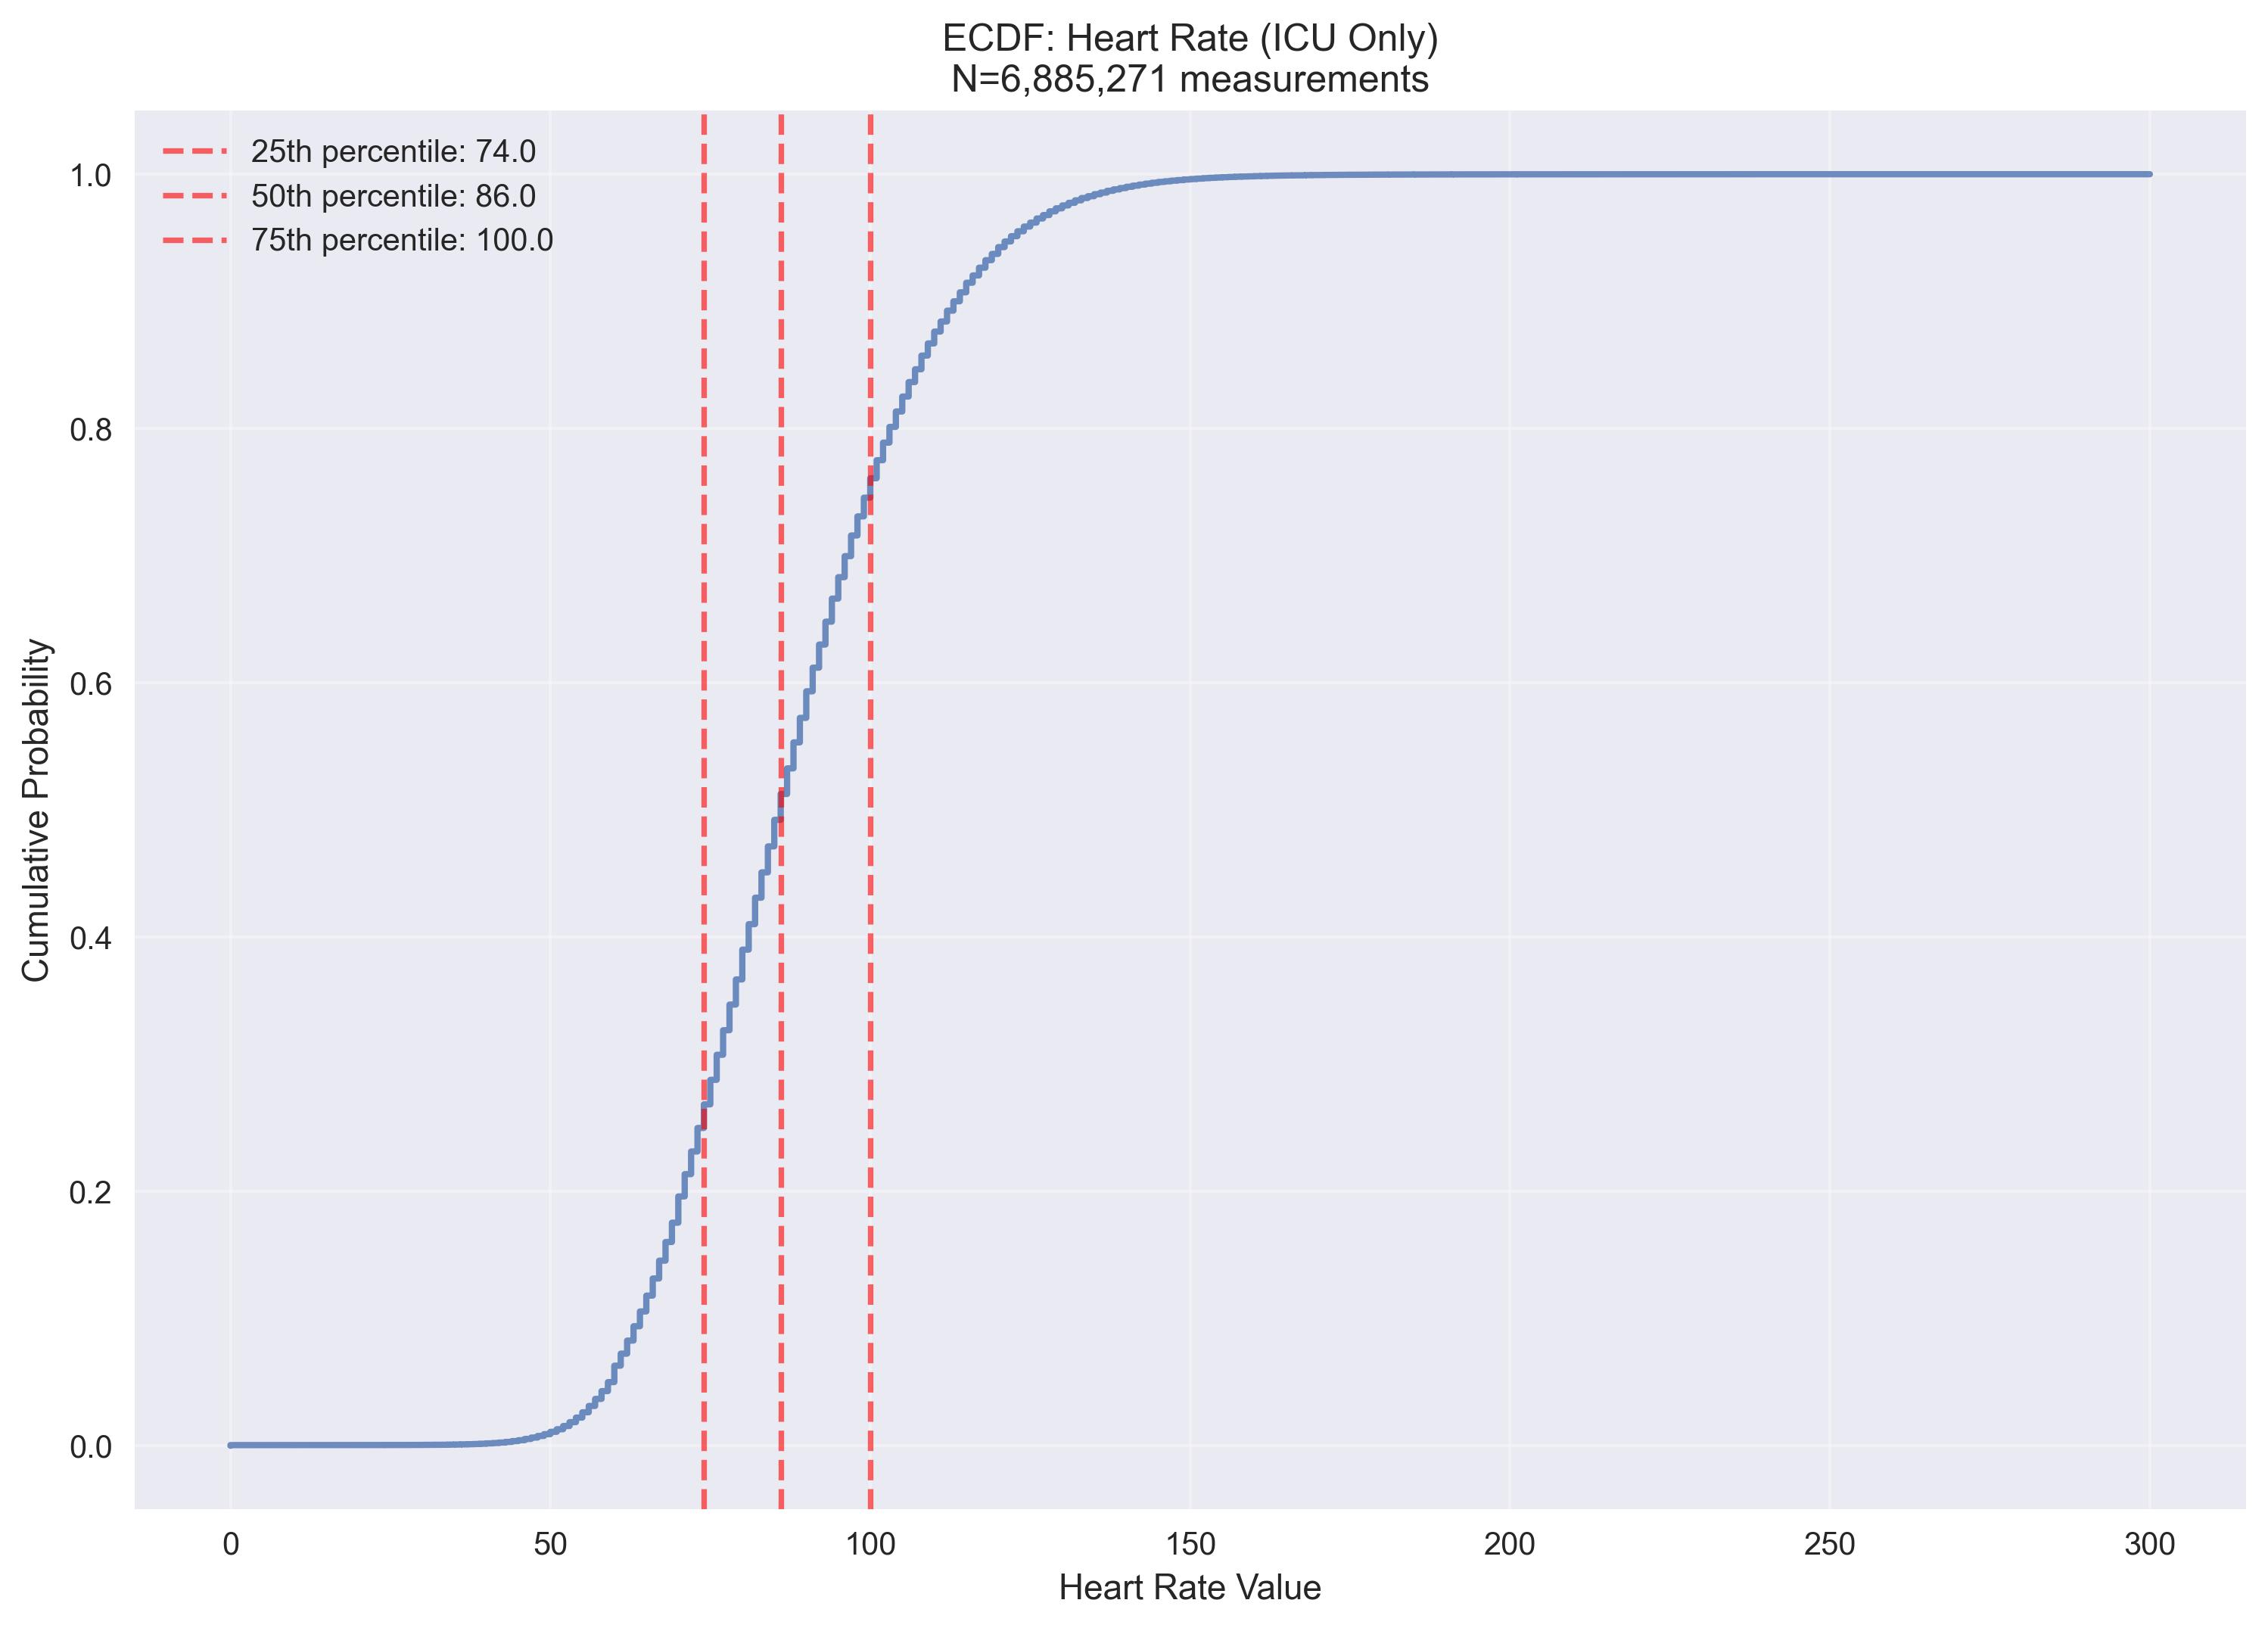 ECDF: Heart Rate (ICU Only)
N=6,885,271 measurements
25th percentile: 74.0
50th percentile: 86.0
75th percentile: 100.0
1.0
0.8
0.6
0.4
0.2
0.0
Cumulative Probability
0 50 100 150 200 250 300
Heart Rate Value